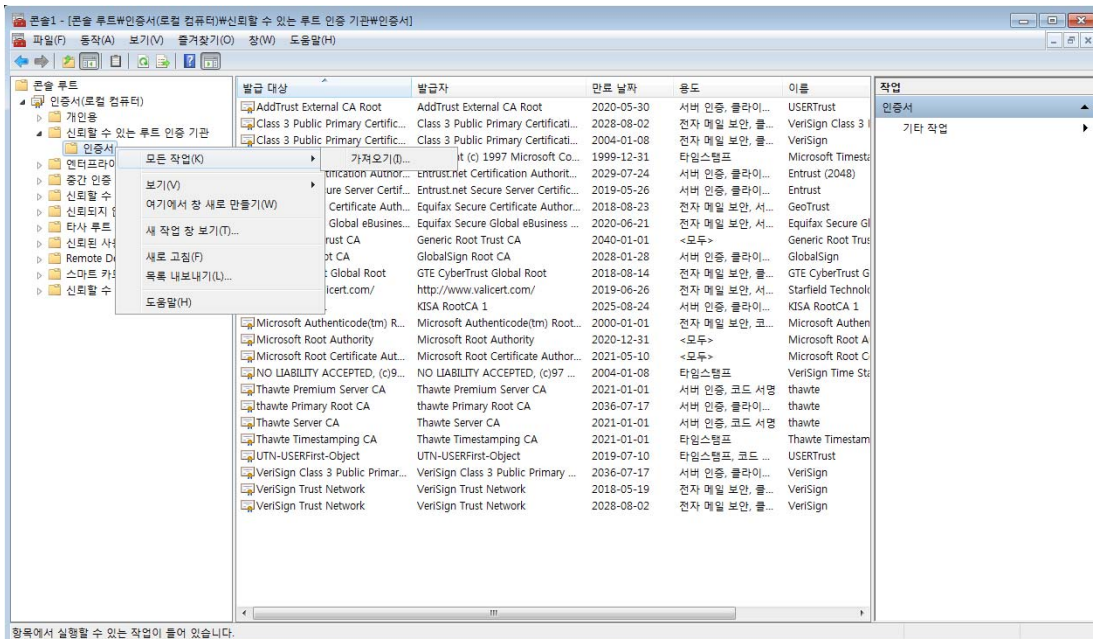 콘솔1 - [콘솔 루트₩인증서(로컬 컴퓨터)₩신뢰할 수 있는 루트 인증 기관₩인증서]
파일(F) 동작(A) 보기(V) 즐겨찾기(O) 창(W) 도움말(H)
콘솔 루트
인증서(로컬 컴퓨터)
개인용
신뢰할 수 있는 루트 인증 기관
인증서
엔터프라이
중간 인증
신뢰할 수
신뢰되지
타사 루트
신뢰된 사
Remote De
스마트 카
신뢰할 수
모든 작업(K)
보기(V)
여기에서 창 새로 만들기(W)
새 작업 창 보기(T)...
새로 고침(F)
목록 내보내기(L)...
도움말(H)
가져오기(I)...
발급 대상 발급자 만료 날짜 용도 이름
AddTrust External CA Root AddTrust External CA Root 2020-05-30 서버 인증, 클라이... USERTrust
Class 3 Public Primary Certific... Class 3 Public Primary Certificati... 2028-08-02 전자 메일 보안, 클... VeriSign Class 3
Class 3 Public Primary Certific... Class 3 Public Primary Certificati... 2004-01-08 전자 메일 보안, 클... VeriSign
t (c) 1997 Microsoft Co... 1999-12-31 타임스탬프 Microsoft Timesta
tification Author... Entrust.net Certification Authorit... 2029-07-24 서버 인증, 클라이... Entrust (2048)
ure Server Certif... Entrust.net Secure Server Certific... 2019-05-26 서버 인증, 클라이... Entrust
Certificate Auth... Equifax Secure Certificate Author... 2018-08-23 전자 메일 보안, 서... GeoTrust
Global eBusines... Equifax Secure Global eBusiness ... 2020-06-21 전자 메일 보안, 서... Equifax Secure Gl
rust CA Generic Root Trust CA 2040-01-01 <모두> Generic Root Trus
ot CA GlobalSign Root CA 2028-01-28 서버 인증, 클라이... GlobalSign
Global Root GTE CyberTrust Global Root 2018-08-14 전자 메일 보안, 클... GTE CyberTrust G
icert.com/ http://www.valicert.com/ 2019-06-26 전자 메일 보안, 서... Starfield Technolo
KISA RootCA 1 2025-08-24 서버 인증, 클라이... KISA RootCA 1
Microsoft Authenticode(tm) R... Microsoft Authenticode(tm) Root... 2000-01-01 전자 메일 보안, 코... Microsoft Authen
Microsoft Root Authority Microsoft Root Authority 2020-12-31 <모두> Microsoft Root A
Microsoft Root Certificate Aut... Microsoft Root Certificate Author... 2021-05-10 <모두> Microsoft Root C
NO LIABILITY ACCEPTED, (c)9... NO LIABILITY ACCEPTED, (c)97 ... 2004-01-08 타임스탬프 VeriSign Time Sta
Thawte Premium Server CA Thawte Premium Server CA 2021-01-01 서버 인증, 코드 서명 thawte
thawte Primary Root CA thawte Primary Root CA 2036-07-17 서버 인증, 클라이... thawte
Thawte Server CA Thawte Server CA 2021-01-01 서버 인증, 코드 서명 thawte
Thawte Timestamping CA Thawte Timestamping CA 2021-01-01 타임스탬프 Thawte Timestam
UTN-USERFirst-Object UTN-USERFirst-Object 2019-07-10 타임스탬프, 코드 ... USERTrust
VeriSign Class 3 Public Primar... VeriSign Class 3 Public Primary ... 2036-07-17 서버 인증, 클라이... VeriSign
VeriSign Trust Network VeriSign Trust Network 2018-05-19 전자 메일 보안, 클... VeriSign
VeriSign Trust Network VeriSign Trust Network 2028-08-02 전자 메일 보안, 클... VeriSign
작업
인증서
기타 작업
항목에서 실행할 수 있는 작업이 들어 있습니다.